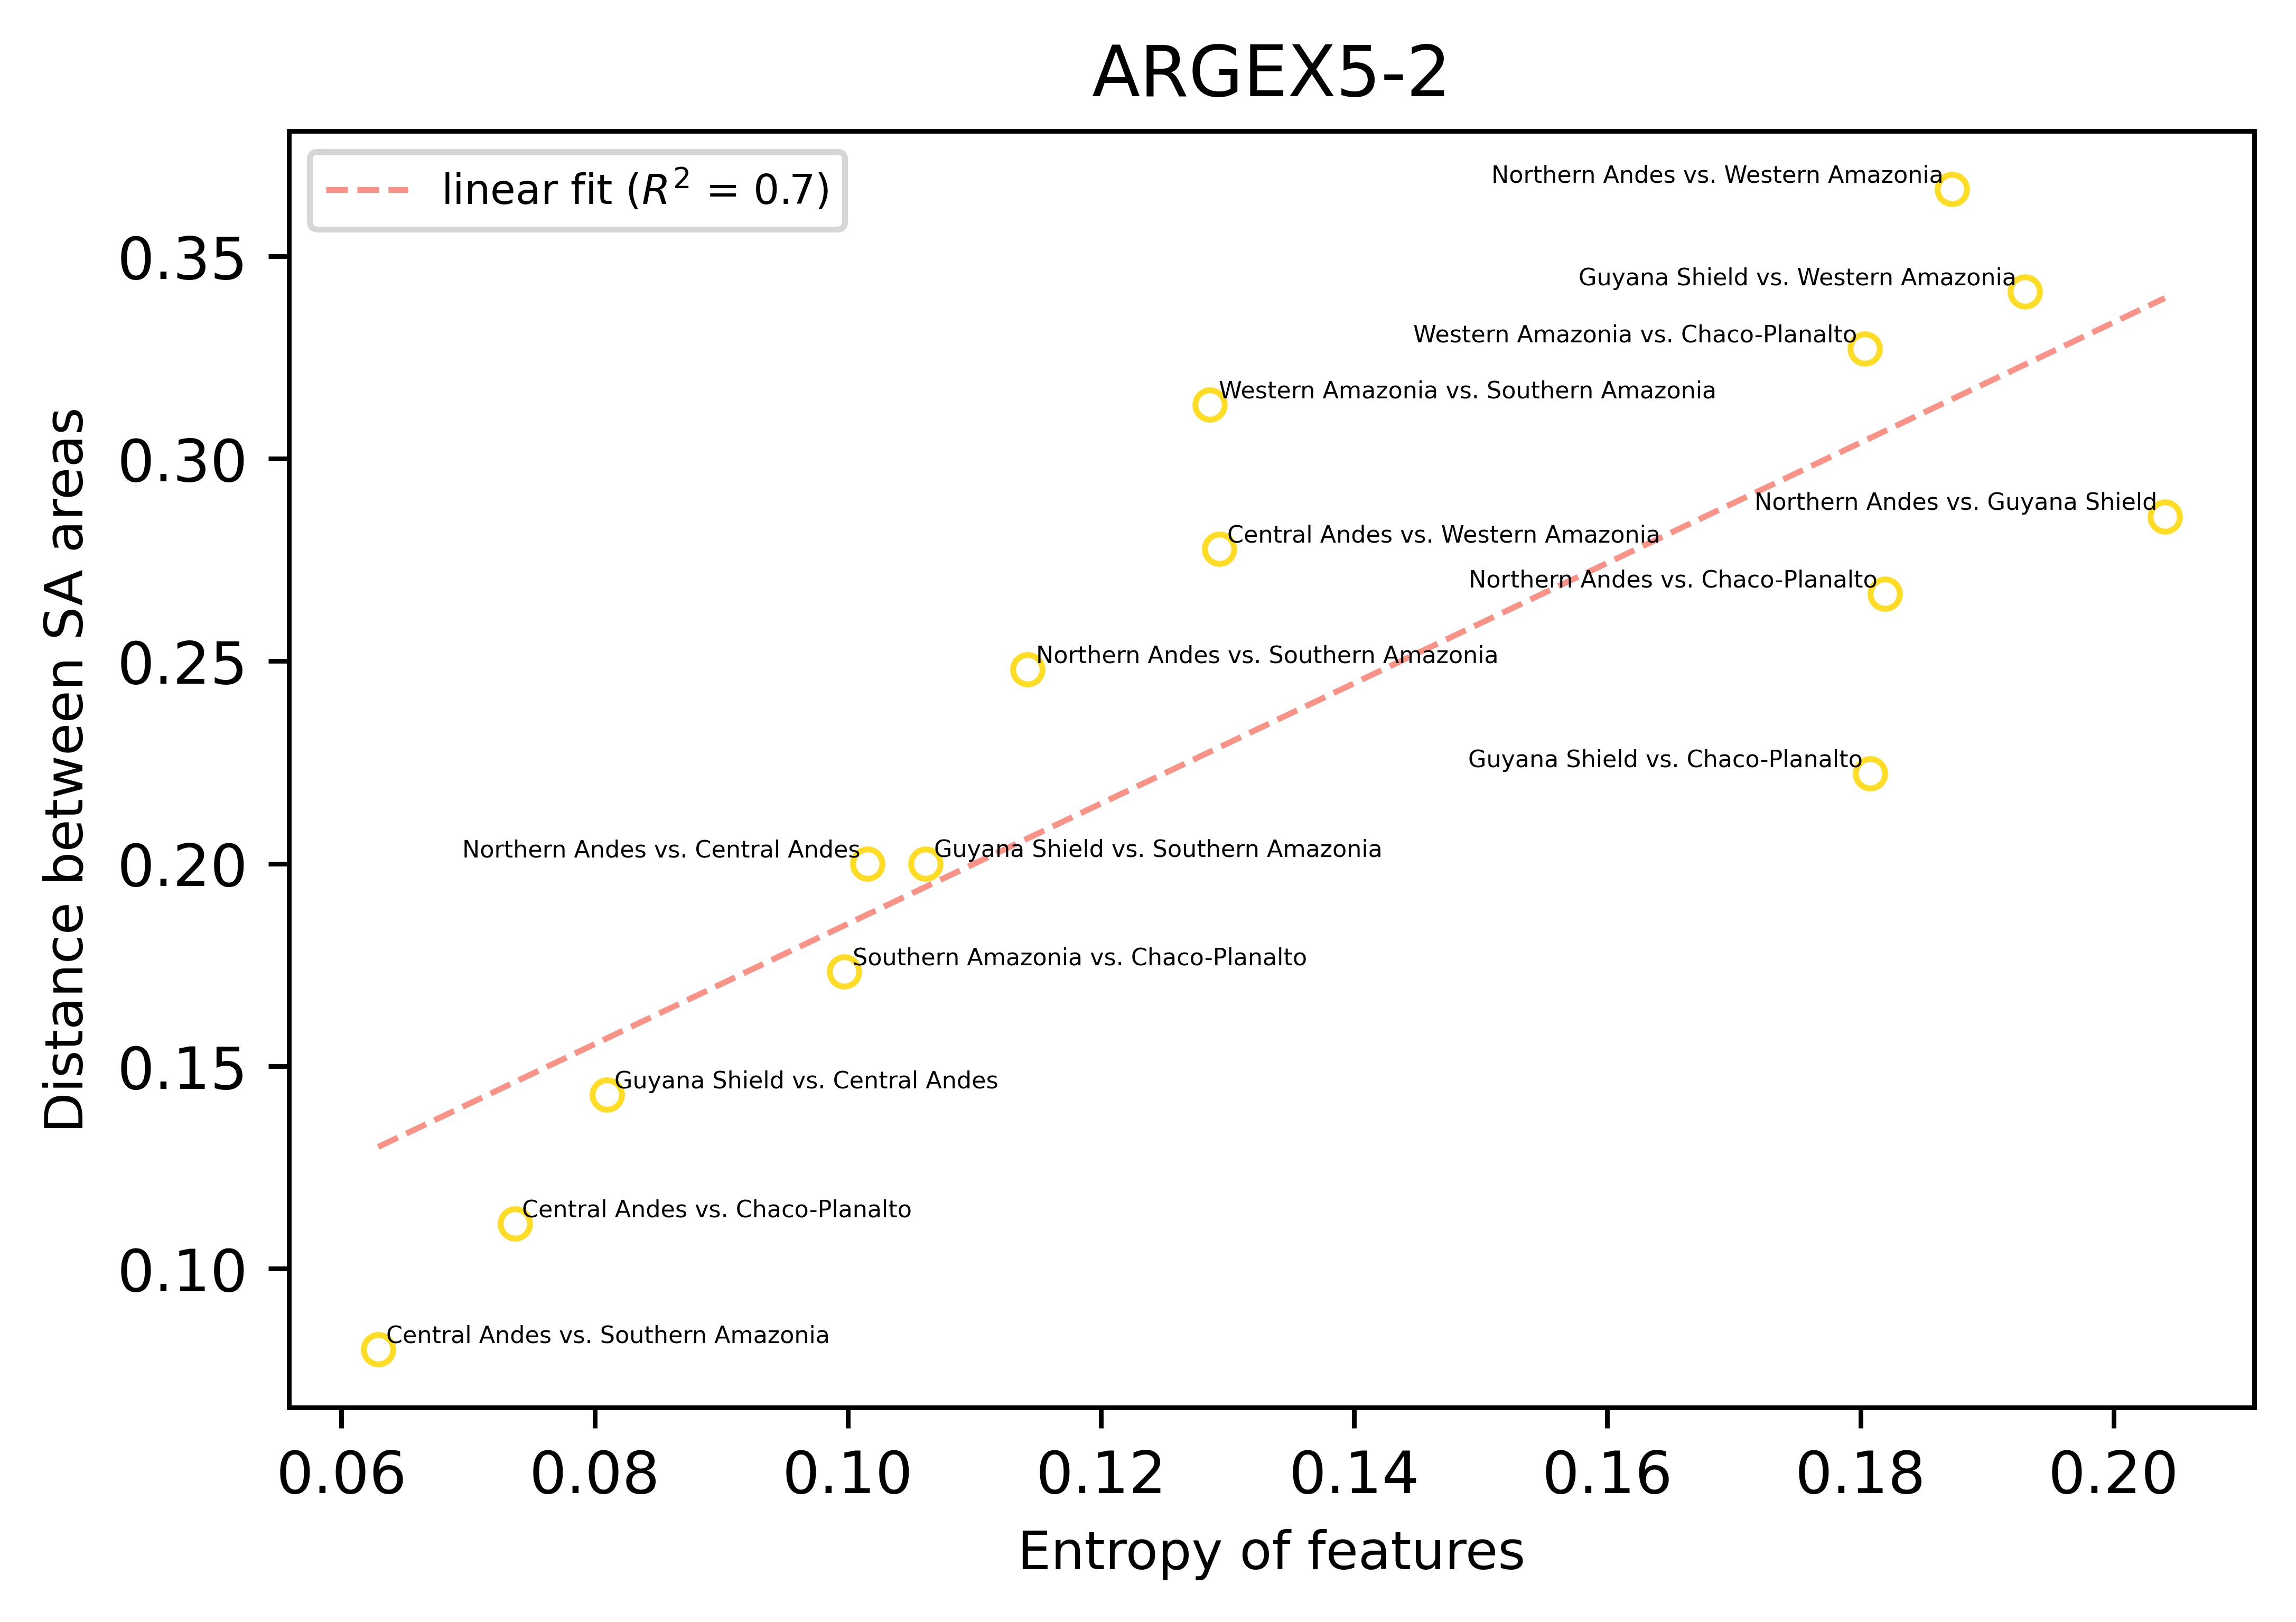 ARGEX5-2
linear fit (R² = 0.7)
Northern Andes vs. Western Amazonia
0.35
Guyana Shield vs. Western Amazonia
Western Amazonia vs. Chaco-Planalto
Western Amazonia vs. Southern Amazonia
0.30
Northern Andes vs. Guyana Shield
Central Andes vs. Western Amazonia
Northern Andes vs. Chaco-Planalto
0.25
Northern Andes vs. Southern Amazonia
Guyana Shield vs. Chaco-Planalto
0.20
Northern Andes vs. Central Andes
Guyana Shield vs. Southern Amazonia
Southern Amazonia vs. Chaco-Planalto
0.15
Guyana Shield vs. Central Andes
Central Andes vs. Chaco-Planalto
0.10
Central Andes vs. Southern Amazonia
Distance between SA areas
0.06 0.08 0.10 0.12 0.14 0.16 0.18 0.20
Entropy of features